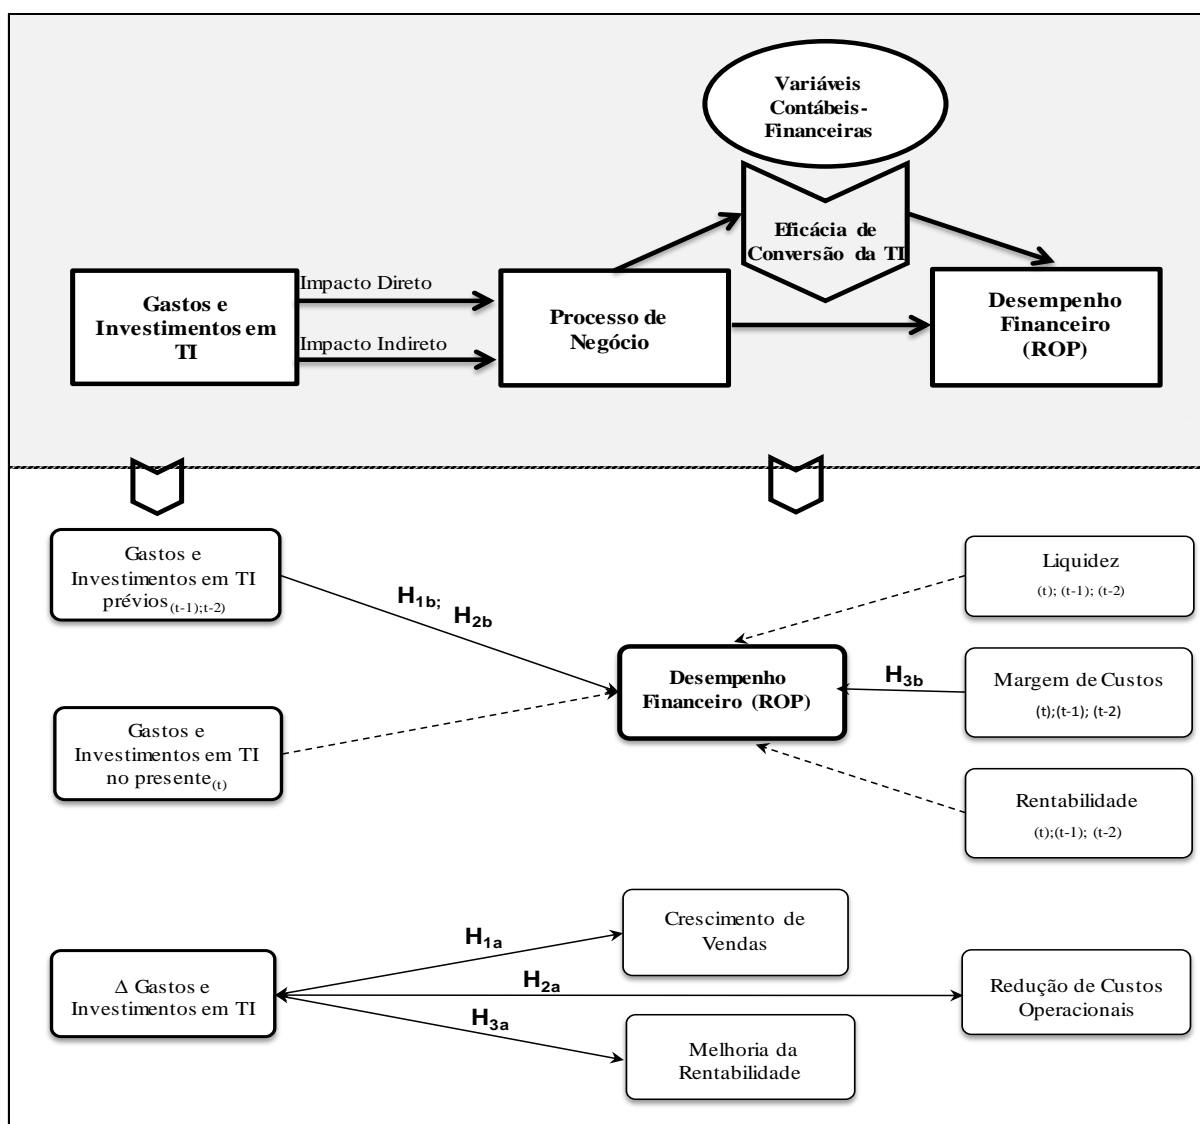 Variáveis
Contábeis-
Financeiras
Eficácia de
Conversão da TI
Gastos e
Investimentos em
TI
Impacto Direto
Impacto Indireto
Processo de
Negócio
Desempenho
Financeiro
(ROP)
Gastos e
Investimentos em TI
prévios(t-1);t-2)
H1b;
H2b
Liquidez
(t); (t-1); (t-2)
Desempenho
Financeiro (ROP)
H3b
Margem de Custos
(t);(t-1); (t-2)
Gastos e
Investimentos em TI
no presente(t)
Rentabilidade
(t);(t-1); (t-2)
Δ Gastos e
Investimentos em TI
H1a
Crescimento de
Vendas
H2a
Redução de Custos
Operacionais
H3a
Melhoria da
Rentabilidade